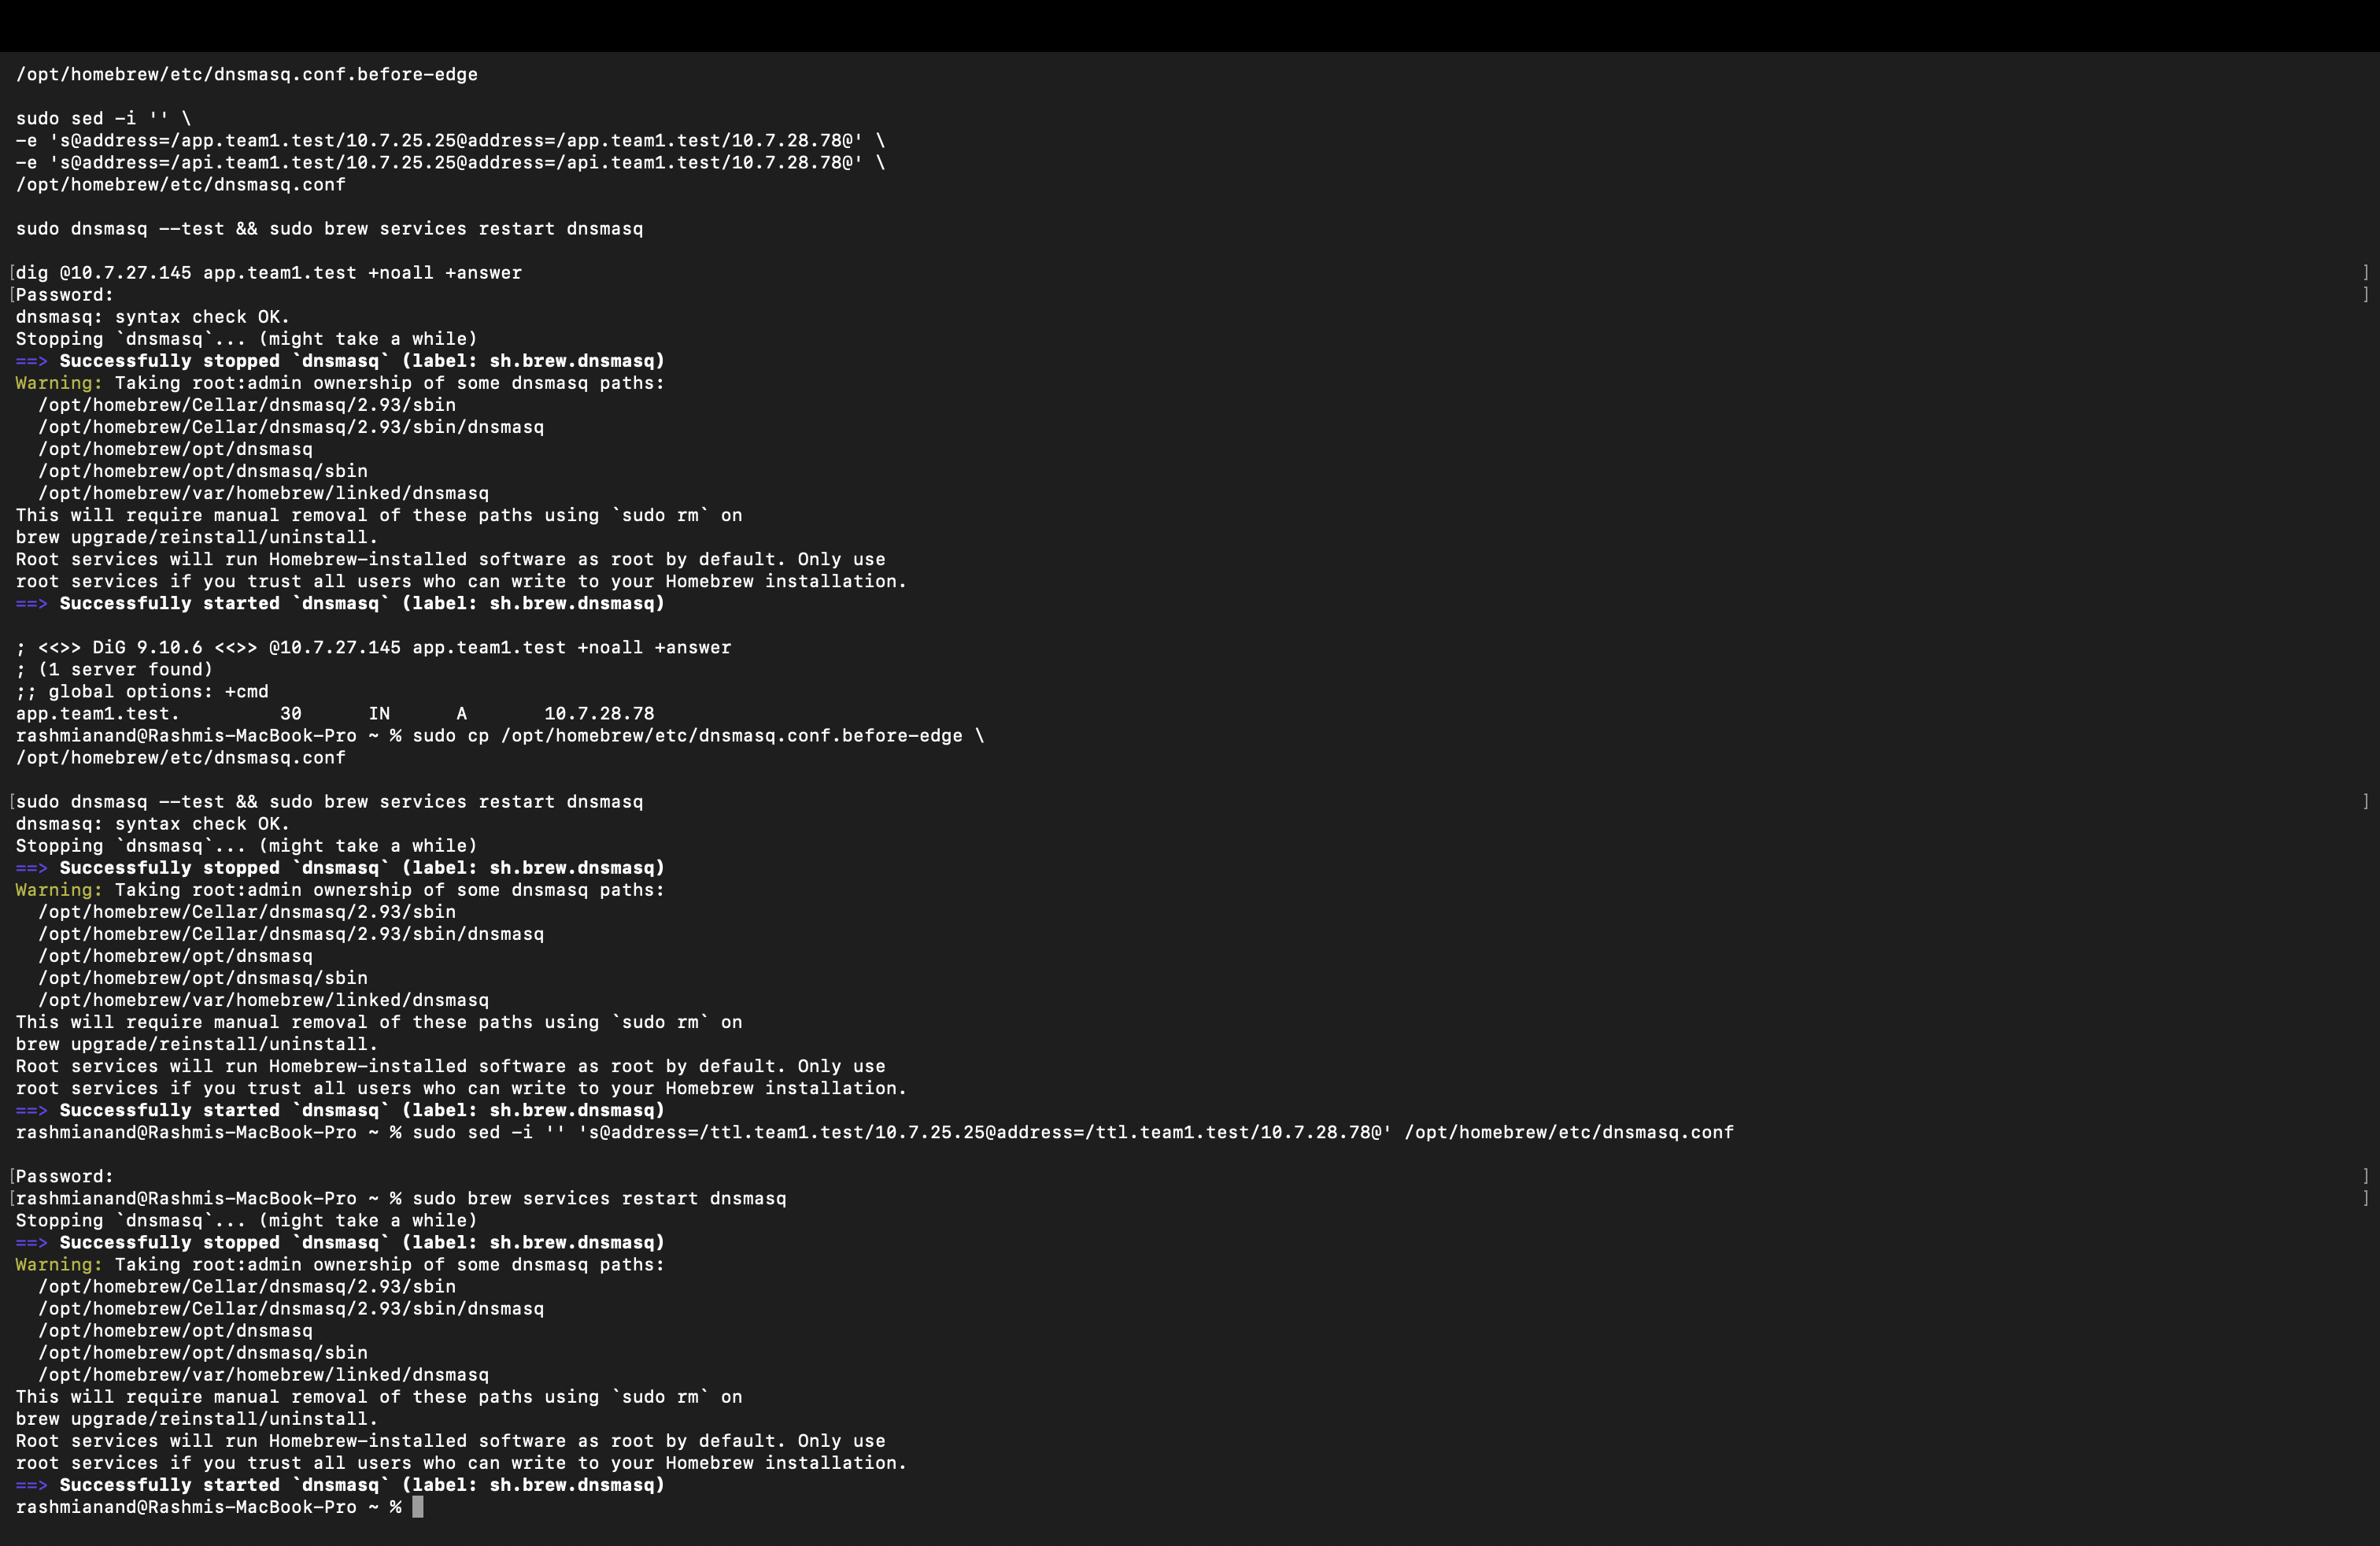 /opt/homebrew/etc/dnsmasq.conf.before-edge
sudo sed -i '' \
-e 's@address=/app.team1.test/10.7.25.25@address=/app.team1.test/10.7.28.78@' \
-e 's@address=/api.team1.test/10.7.25.25@address=/api.team1.test/10.7.28.78@' \
/opt/homebrew/etc/dnsmasq.conf
sudo dnsmasq --test && sudo brew services restart dnsmasq
[dig @10.7.27.145 app.team1.test +noall +answer ]
[Password: ]
dnsmasq: syntax check OK.
Stopping `dnsmasq`... (might take a while)
==> Successfully stopped `dnsmasq` (label: sh.brew.dnsmasq)
Warning: Taking root:admin ownership of some dnsmasq paths:
/opt/homebrew/Cellar/dnsmasq/2.93/sbin
/opt/homebrew/Cellar/dnsmasq/2.93/sbin/dnsmasq
/opt/homebrew/opt/dnsmasq
/opt/homebrew/opt/dnsmasq/sbin
/opt/homebrew/var/homebrew/linked/dnsmasq
This will require manual removal of these paths using `sudo rm` on
brew upgrade/reinstall/uninstall.
Root services will run Homebrew-installed software as root by default. Only use
root services if you trust all users who can write to your Homebrew installation.
==> Successfully started `dnsmasq` (label: sh.brew.dnsmasq)
; <<>> DiG 9.10.6 <<>> @10.7.27.145 app.team1.test +noall +answer
; (1 server found)
;; global options: +cmd
app.team1.test. 30 IN A 10.7.28.78
rashmianand@Rashmis-MacBook-Pro ~ % sudo cp /opt/homebrew/etc/dnsmasq.conf.before-edge \
/opt/homebrew/etc/dnsmasq.conf
[sudo dnsmasq --test && sudo brew services restart dnsmasq ]
dnsmasq: syntax check OK.
Stopping `dnsmasq`... (might take a while)
==> Successfully stopped `dnsmasq` (label: sh.brew.dnsmasq)
Warning: Taking root:admin ownership of some dnsmasq paths:
/opt/homebrew/Cellar/dnsmasq/2.93/sbin
/opt/homebrew/Cellar/dnsmasq/2.93/sbin/dnsmasq
/opt/homebrew/opt/dnsmasq
/opt/homebrew/opt/dnsmasq/sbin
/opt/homebrew/var/homebrew/linked/dnsmasq
This will require manual removal of these paths using `sudo rm` on
brew upgrade/reinstall/uninstall.
Root services will run Homebrew-installed software as root by default. Only use
root services if you trust all users who can write to your Homebrew installation.
==> Successfully started `dnsmasq` (label: sh.brew.dnsmasq)
rashmianand@Rashmis-MacBook-Pro ~ % sudo sed -i '' 's@address=/ttl.team1.test/10.7.25.25@address=/ttl.team1.test/10.7.28.78@' /opt/homebrew/etc/dnsmasq.conf
[Password: ]
[rashmianand@Rashmis-MacBook-Pro ~ % sudo brew services restart dnsmasq ]
Stopping `dnsmasq`... (might take a while)
==> Successfully stopped `dnsmasq` (label: sh.brew.dnsmasq)
Warning: Taking root:admin ownership of some dnsmasq paths:
/opt/homebrew/Cellar/dnsmasq/2.93/sbin
/opt/homebrew/Cellar/dnsmasq/2.93/sbin/dnsmasq
/opt/homebrew/opt/dnsmasq
/opt/homebrew/opt/dnsmasq/sbin
/opt/homebrew/var/homebrew/linked/dnsmasq
This will require manual removal of these paths using `sudo rm` on
brew upgrade/reinstall/uninstall.
Root services will run Homebrew-installed software as root by default. Only use
root services if you trust all users who can write to your Homebrew installation.
==> Successfully started `dnsmasq` (label: sh.brew.dnsmasq)
rashmianand@Rashmis-MacBook-Pro ~ %